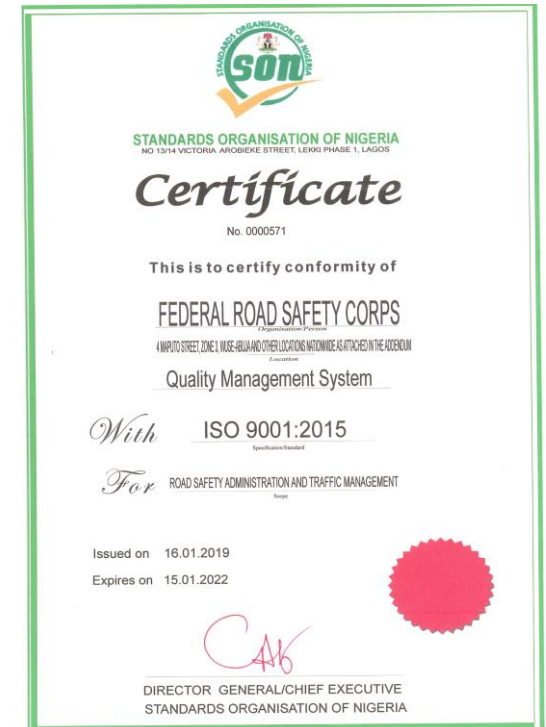 STANDARDS ORGANISATION OF NIGERIA
SON
STANDARDS ORGANISATION OF NIGERIA
NO 13/14 VICTORIA AROBIEKE STREET, LEKKI PHASE 1, LAGOS
Certificate
No. 0000571
This is to certify conformity of
FEDERAL ROAD SAFETY CORPS
Organisation/Person
4 MAPUTO STREET, ZONE 3, WUSE-ABUJA AND OTHER LOCATIONS NATIONWIDE AS ATTACHED IN THE ADDENDUM
Location
Quality Management System
With ISO 9001:2015
Specification/Standard
For ROAD SAFETY ADMINISTRATION AND TRAFFIC MANAGEMENT
Scope
Issued on 16.01.2019
Expires on 15.01.2022
DIRECTOR GENERAL/CHIEF EXECUTIVE
STANDARDS ORGANISATION OF NIGERIA